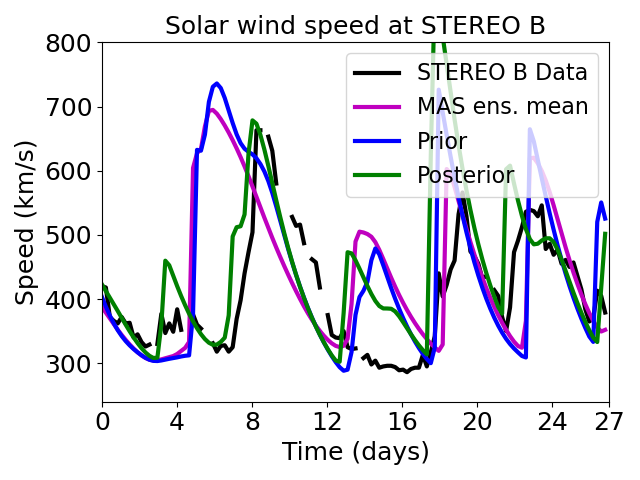 Solar wind speed at STEREO B
800
700
600
500
400
300
Speed (km/s)
STEREO B Data
MAS ens. mean
Prior
Posterior
0 4 8 12 16 20 24 27
Time (days)